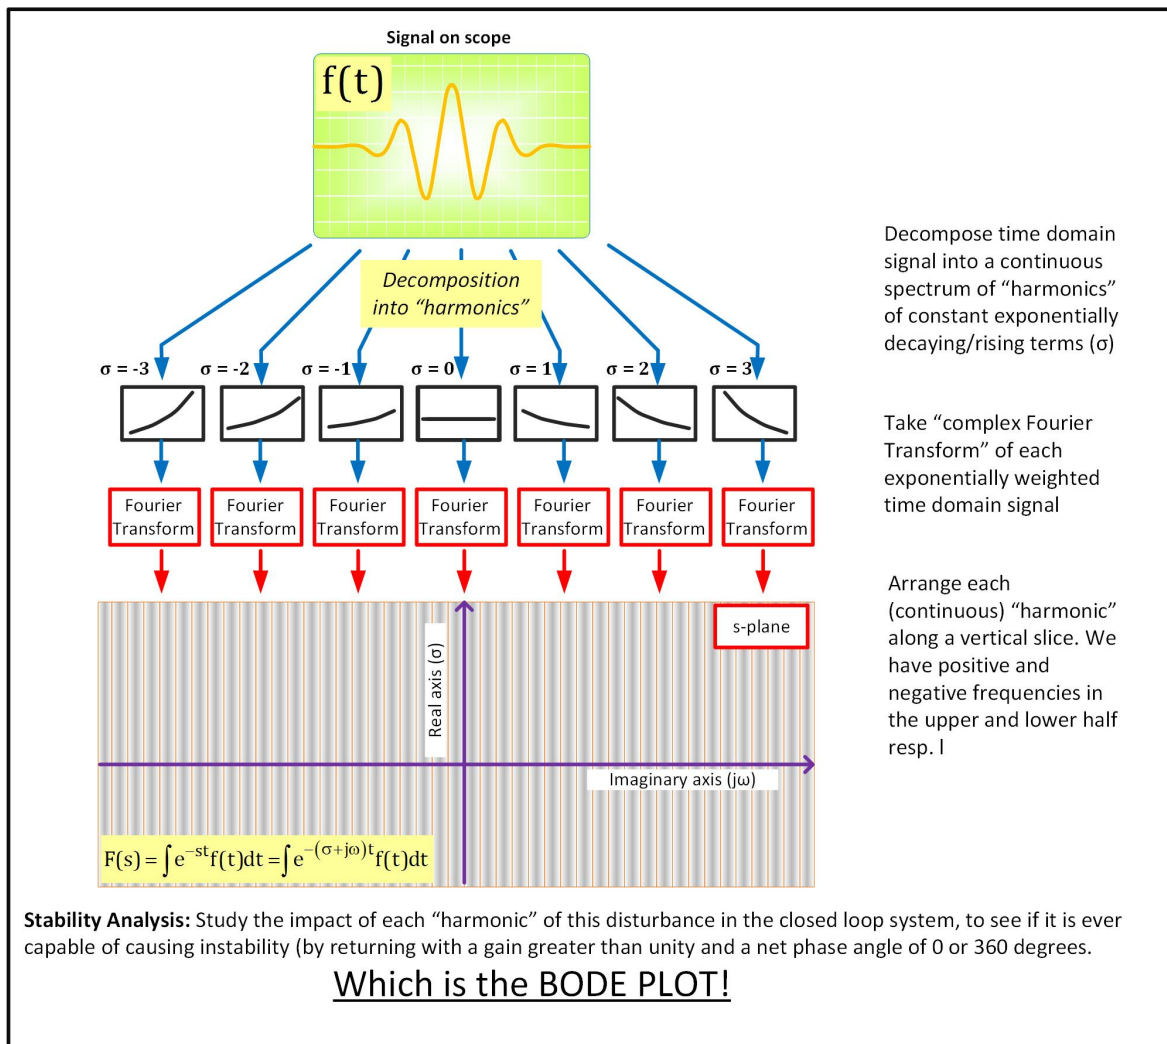 Signal on scope
f(t)
Decomposition
into “harmonics”
σ = -3
σ = -2
σ = -1
σ = 0
σ = 1
σ = 2
σ = 3
Fourier
Transform
Fourier
Transform
Fourier
Transform
Fourier
Transform
Fourier
Transform
Fourier
Transform
Fourier
Transform
s-plane
Real axis (σ)
Imaginary axis (jω)
F(s) = ∫ e^{-st} f(t)dt = ∫ e^{-(σ+jω)t} f(t)dt
Decompose time domain
signal into a continuous
spectrum of “harmonics”
of constant exponentially
decaying/rising terms (σ)
Take “complex Fourier
Transform” of each
exponentially weighted
time domain signal
Arrange each
(continuous) “harmonic”
along a vertical slice. We
have positive and
negative frequencies in
the upper and lower half
resp. l
Stability Analysis: Study the impact of each “harmonic” of this disturbance in the closed loop system, to see if it is ever
capable of causing instability (by returning with a gain greater than unity and a net phase angle of 0 or 360 degrees.
Which is the BODE PLOT!